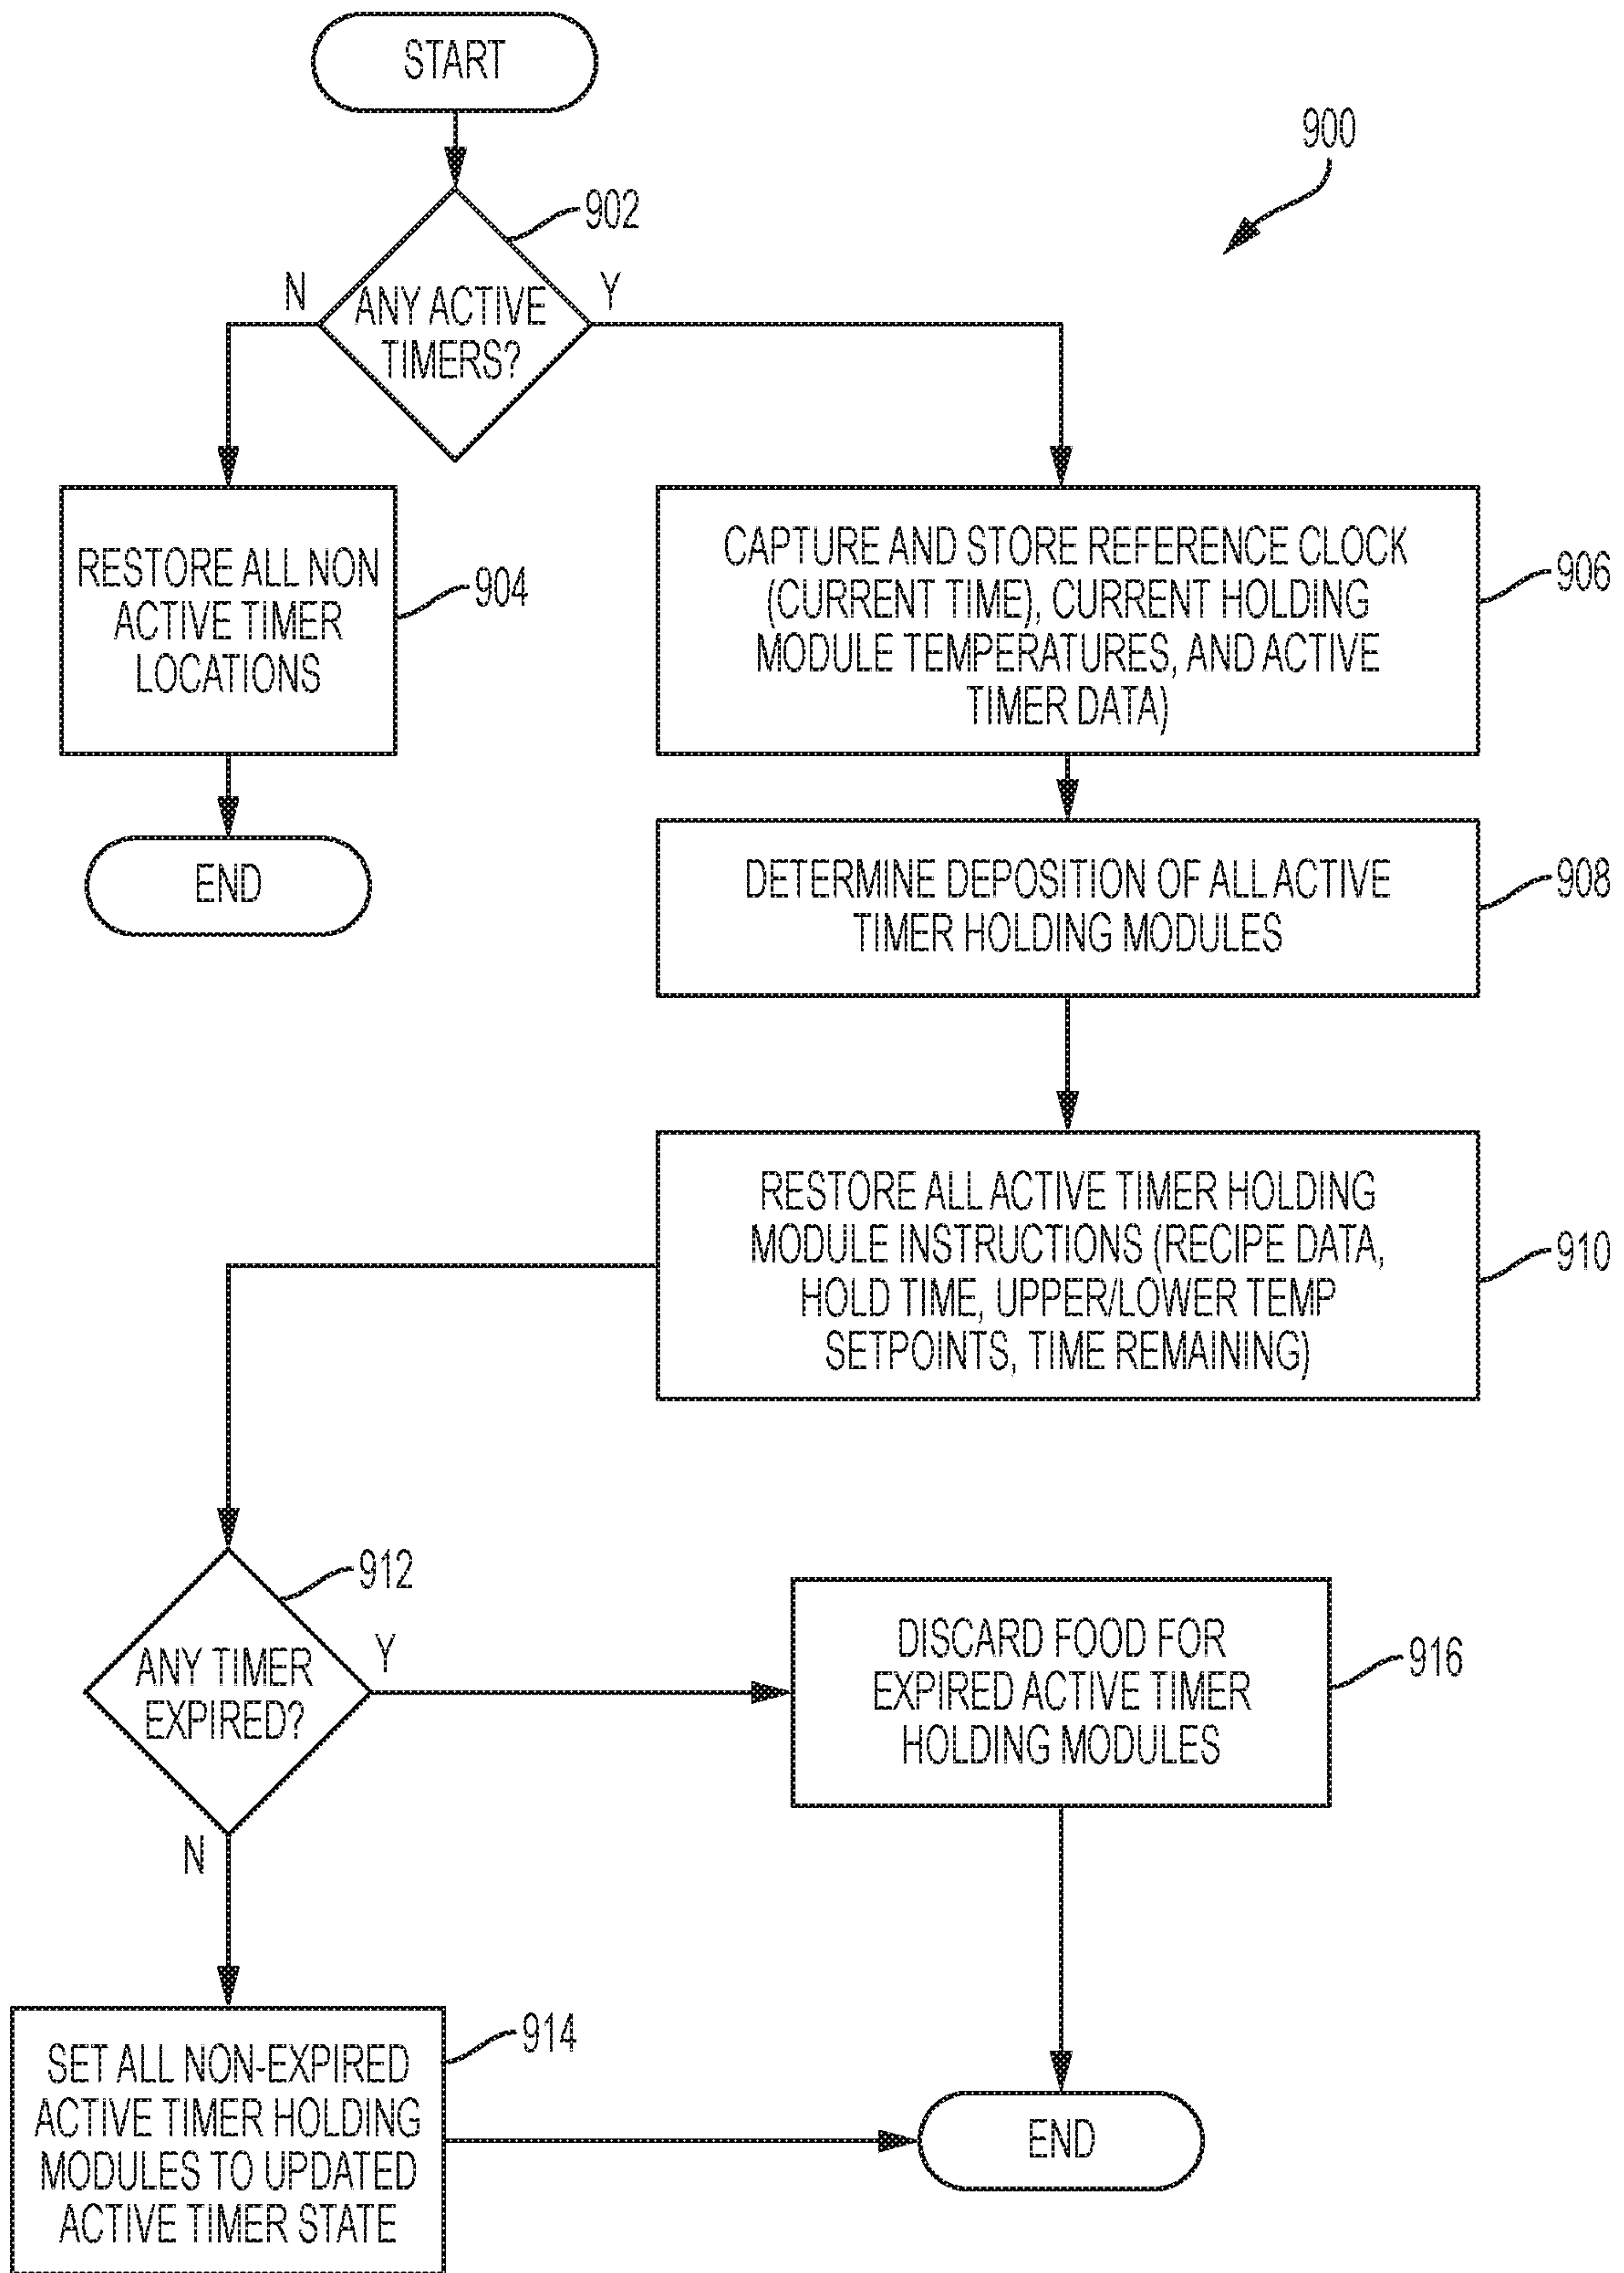 START
900
902
N
Y
ANY ACTIVE
TIMERS?
RESTORE ALL NON
ACTIVE TIMER
LOCATIONS
904
CAPTURE AND STORE REFERENCE CLOCK
(CURRENT TIME), CURRENT HOLDING
MODULE TEMPERATURES, AND ACTIVE
TIMER DATA)
906
END
DETERMINE DEPOSITION OF ALL ACTIVE
TIMER HOLDING MODULES
908
RESTORE ALL ACTIVE TIMER HOLDING
MODULE INSTRUCTIONS (RECIPE DATA,
HOLD TIME, UPPER/LOWER TEMP
SETPOINTS, TIME REMAINING)
910
912
ANY TIMER
EXPIRED?
Y
N
DISCARD FOOD FOR
EXPIRED ACTIVE TIMER
HOLDING MODULES
916
SET ALL NON-EXPIRED
ACTIVE TIMER HOLDING
MODULES TO UPDATED
ACTIVE TIMER STATE
914
END